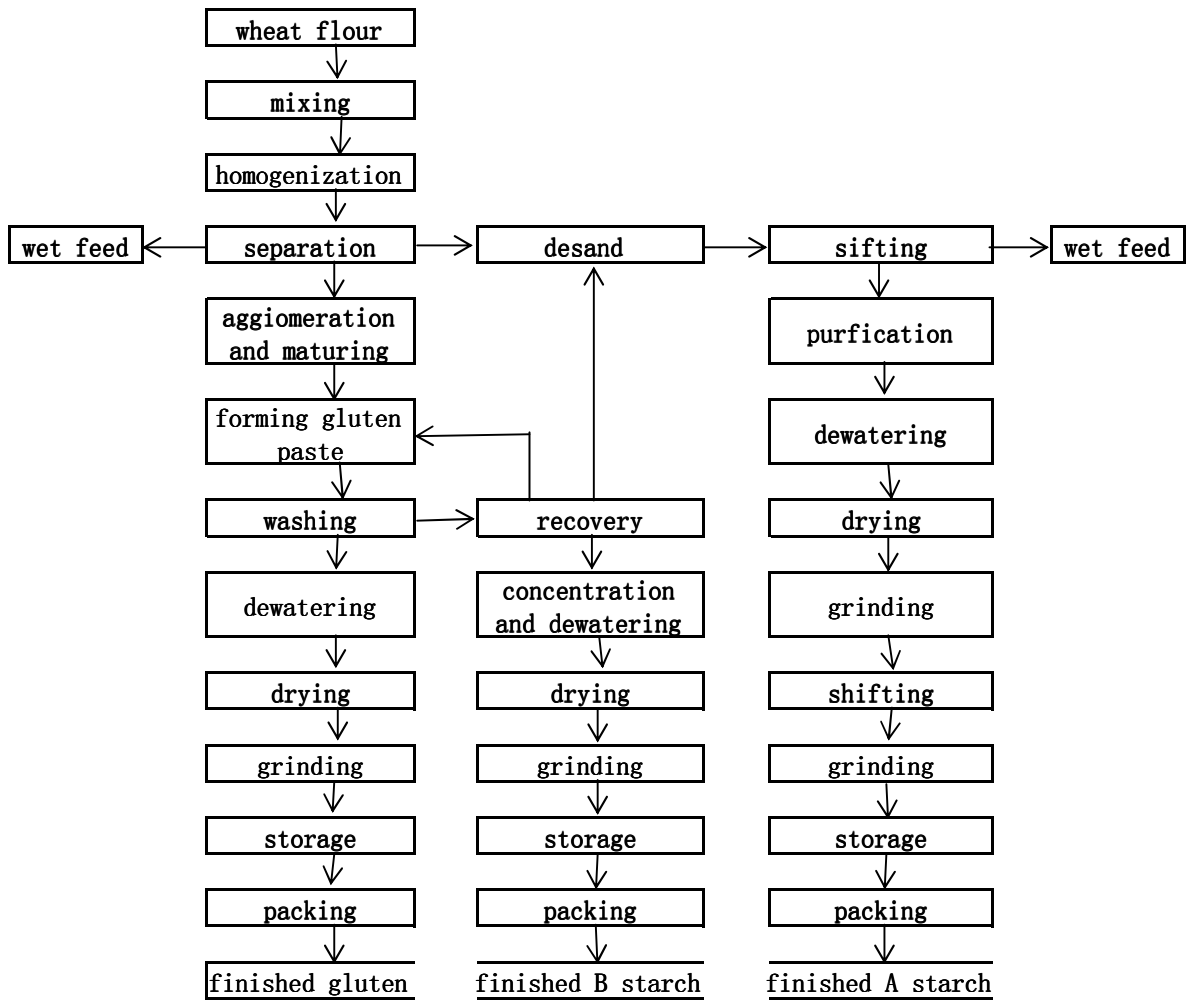 wheat flour
mixing
homogenization
wet feed
separation
desand
sifting
wet feed
aggiomeration
and maturing
purfication
forming gluten
paste
dewatering
washing
recovery
drying
dewatering
concentration
and dewatering
grinding
drying
drying
shifting
grinding
grinding
grinding
storage
storage
storage
packing
packing
packing
finished gluten
finished B starch
finished A starch